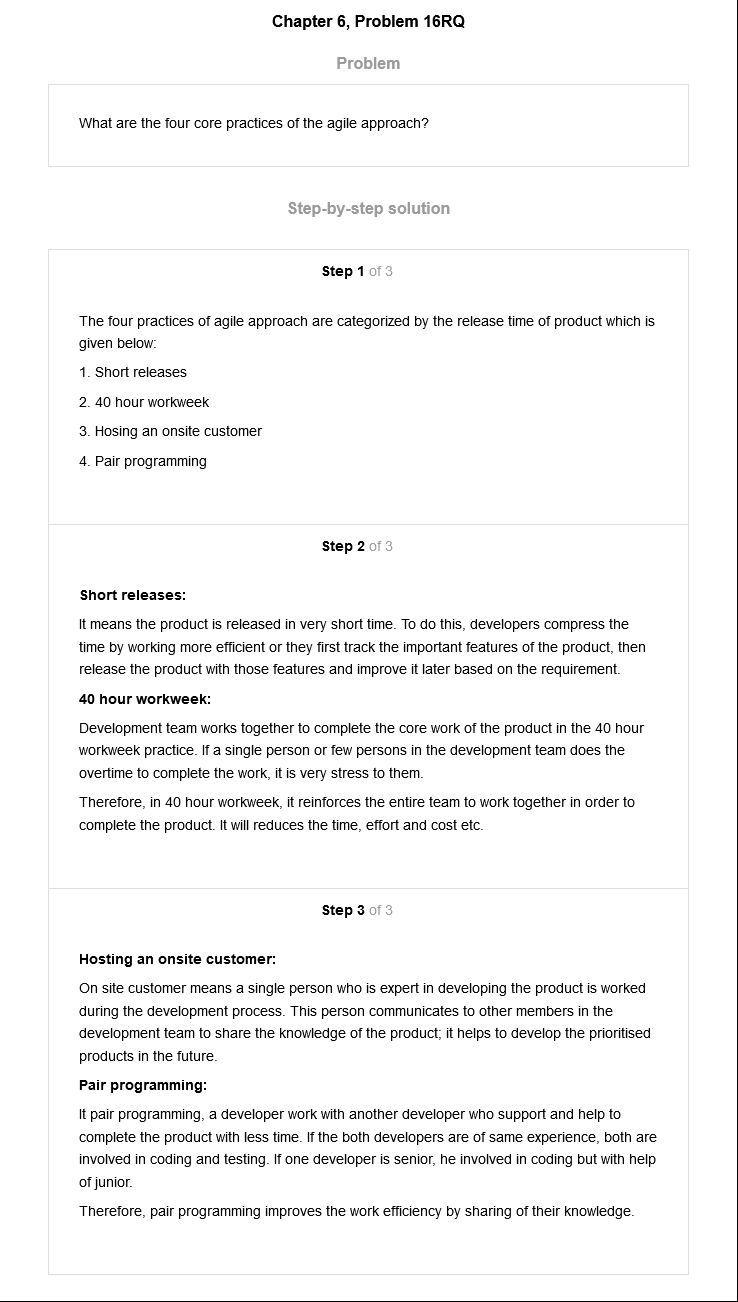 Chapter 6, Problem 16RQ
Problem
What are the four core practices of the agile approach?
Step-by-step solution
Step 1 of 3
The four practices of agile approach are categorized by the release time of product which is
given below:
1. Short releases
2. 40 hour workweek
3. Hosing an onsite customer
4. Pair programming
Step 2 of 3
Short releases:
It means the product is released in very short time. To do this, developers compress the
time by working more efficient or they first track the important features of the product, then
release the product with those features and improve it later based on the requirement.
40 hour workweek:
Development team works together to complete the core work of the product in the 40 hour
workweek practice. If a single person or few persons in the development team does the
overtime to complete the work, it is very stress to them.
Therefore, in 40 hour workweek, it reinforces the entire team to work together in order to
complete the product. It will reduces the time, effort and cost etc.
Step 3 of 3
Hosting an onsite customer:
On site customer means a single person who is expert in developing the product is worked
during the development process. This person communicates to other members in the
development team to share the knowledge of the product; it helps to develop the prioritised
products in the future.
Pair programming:
It pair programming, a developer work with another developer who support and help to
complete the product with less time. If the both developers are of same experience, both are
involved in coding and testing. If one developer is senior, he involved in coding but with help
of junior.
Therefore, pair programming improves the work efficiency by sharing of their knowledge.